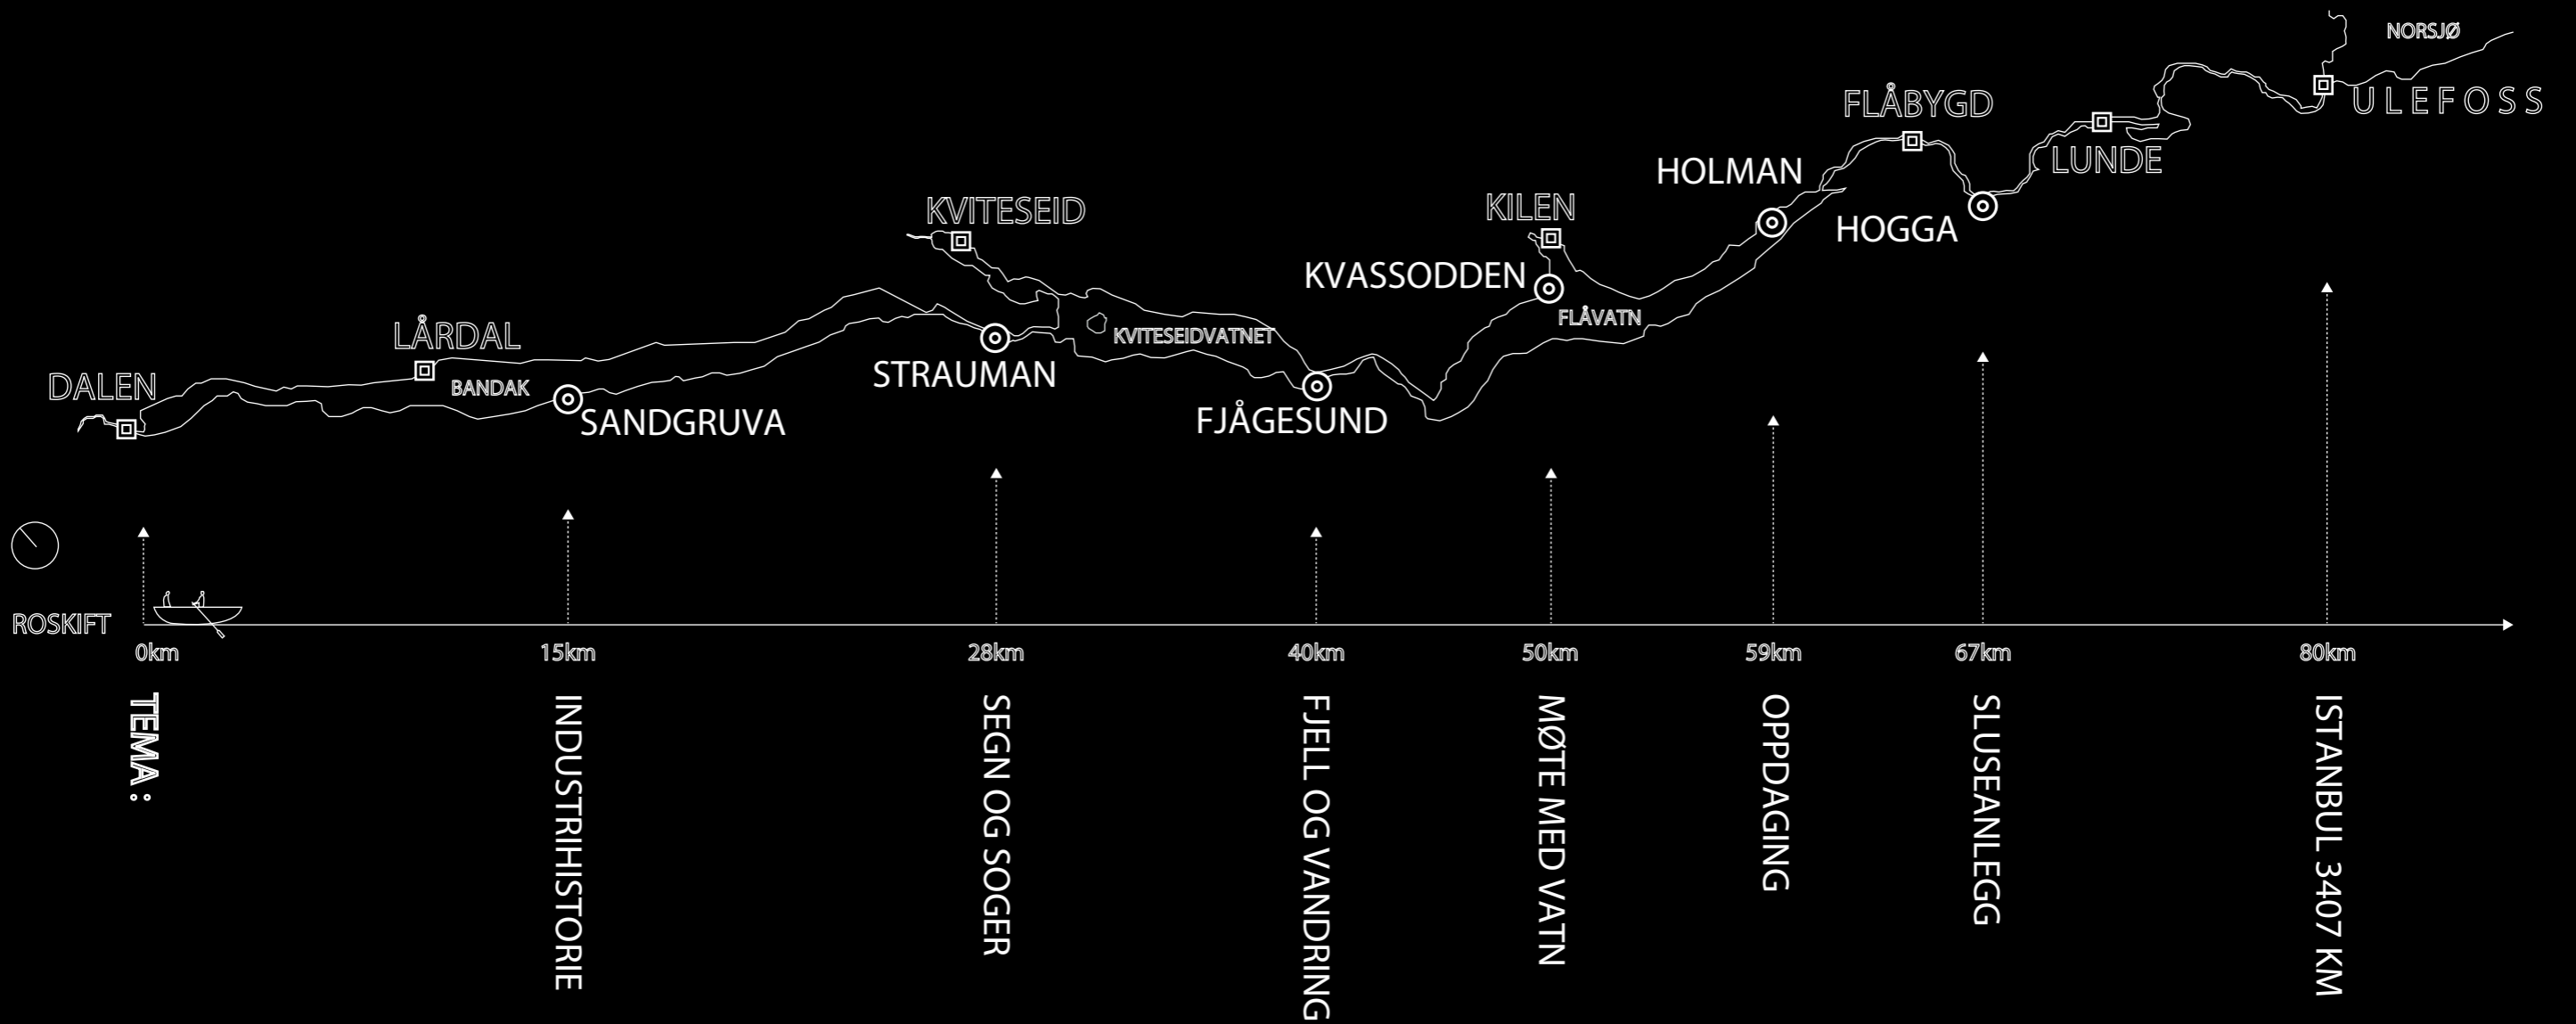 NORSJØ
ULEFOSS
FLÅBYGD
LUNDE
HOLMAN
HOGGA
KVITESEID
KILEN
KVASSODDEN
FLÅVATN
LÅRDAL
KVITESEIDVATNET
STRAUMAN
DALEN
BANDAK
SANDGRUVA
FJÅGESUND
ROSKIFT
0km
15km
28km
40km
50km
59km
67km
80km
TEMA :
INDUSTRIHISTORIE
SEGN OG SOGER
FJELL OG VANDRING
MØTE MED VATN
OPPDAGING
SLUSEANLEGG
ISTANBUL 3407 KM